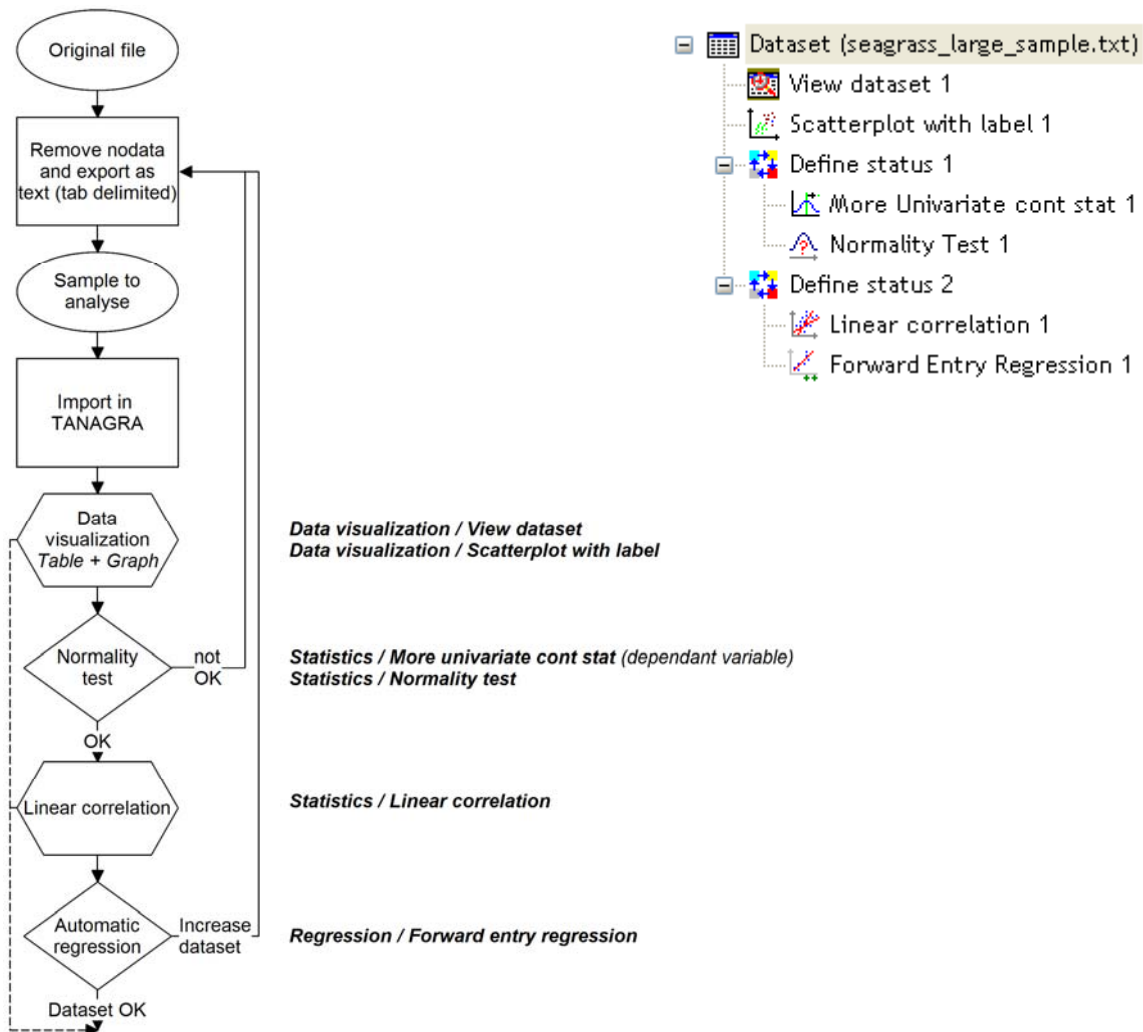 Original file
Remove nodata
and export as
text (tab delimited)
Sample to
analyse
Import in
TANAGRA
Data
visualization
Table + Graph
Normality
test
not
OK
OK
Linear correlation
Automatic
regression
Increase
dataset
Dataset OK
Data visualization / View dataset
Data visualization / Scatterplot with label
Statistics / More univariate cont stat (dependant variable)
Statistics / Normality test
Statistics / Linear correlation
Regression / Forward entry regression
Dataset (seagrass_large_sample.txt)
View dataset 1
Scatterplot with label 1
Define status 1
More Univariate cont stat 1
Normality Test 1
Define status 2
Linear correlation 1
Forward Entry Regression 1